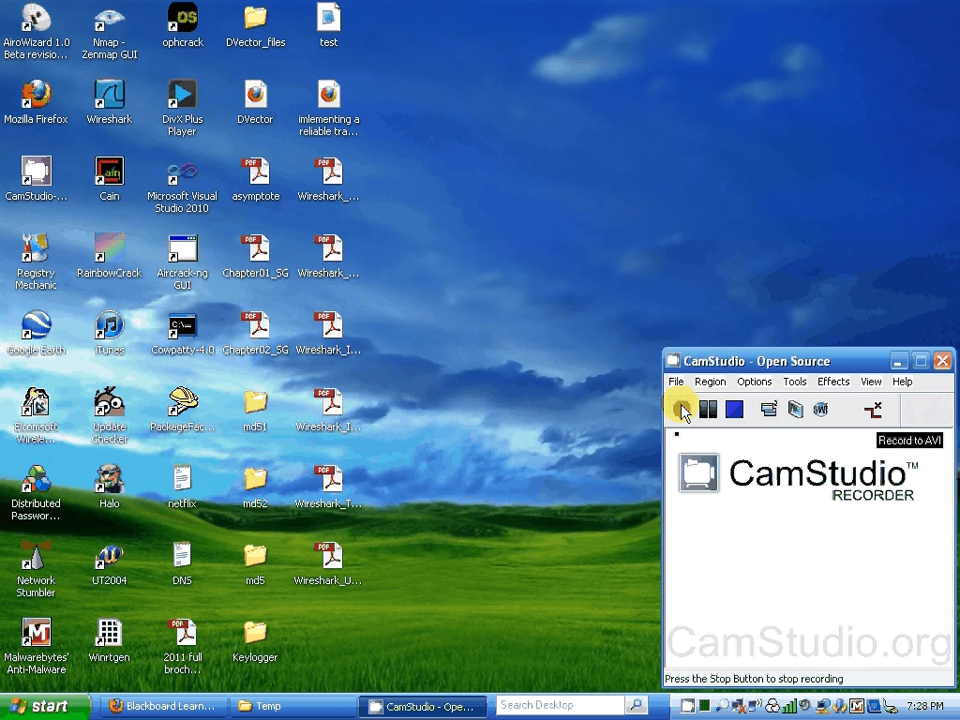 AiroWizard 1.0
Beta revisio...
Nmap -
Zenmap GUI
ophcrack
DVector_files
test
Mozilla Firefox
Wireshark
DivX Plus
Player
DVector
imlementing a
reliable tra...
CamStudio-...
Cain
Microsoft Visual
Studio 2010
asymptote
Wireshark_...
Registry
Mechanic
RainbowCrack
Aircrack-ng
GUI
Chapter01_SG
Wireshark_...
Google Earth
iTunes
Cowpatty-4.0
Chapter02_SG
Wireshark_I...
Elcomsoft
Wirele...
Update
Checker
PackageFac...
md51
Wireshark_I...
Distributed
Passwor...
Halo
netflix
md52
Wireshark_T...
Network
Stumbler
UT2004
DNS
md5
Wireshark_U...
Malwarebytes'
Anti-Malware
Winrtgen
2011 full
broch...
Keylogger
CamStudio - Open Source
File Region Options Tools Effects View Help
Record to AVI
CamStudio™
RECORDER
CamStudio.org
Press the Stop Button to stop recording
start
Blackboard Learn...
Temp
CamStudio - Ope...
Search Desktop
7:28 PM